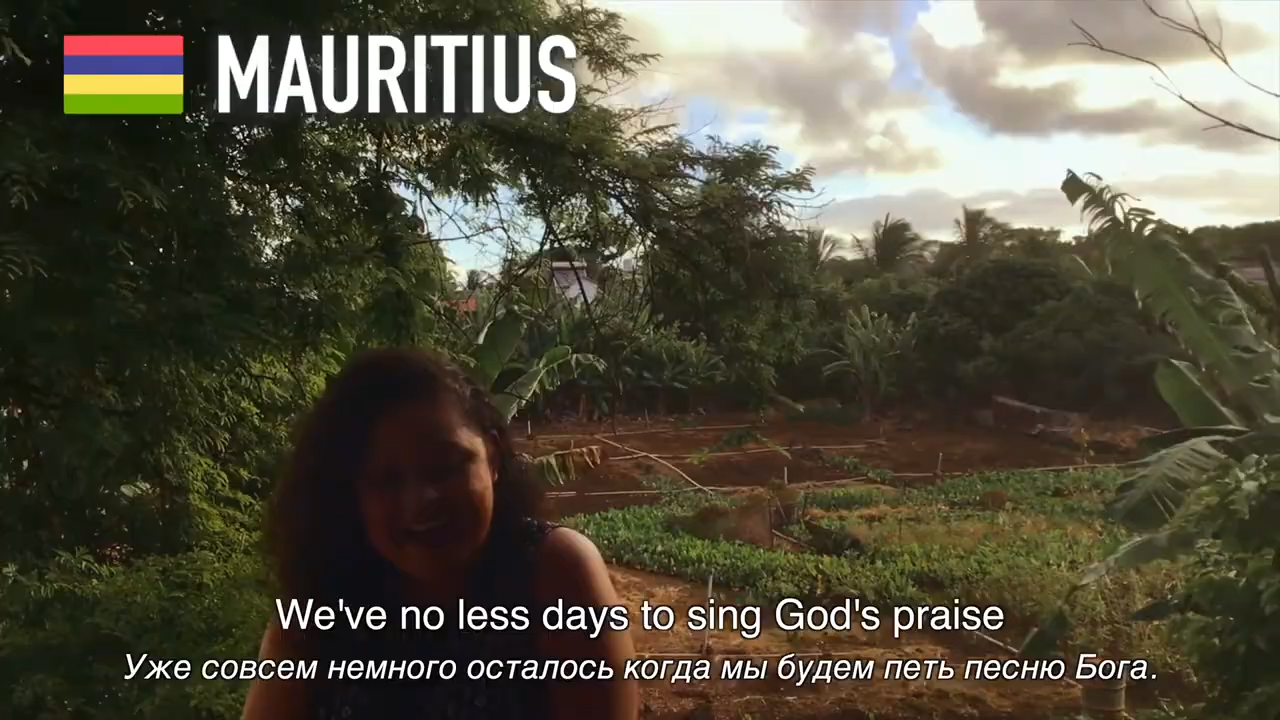 MAURITIUS
We've no less days to sing God's praise
Уже совсем немного осталось когда мы будем петь песню Бога.